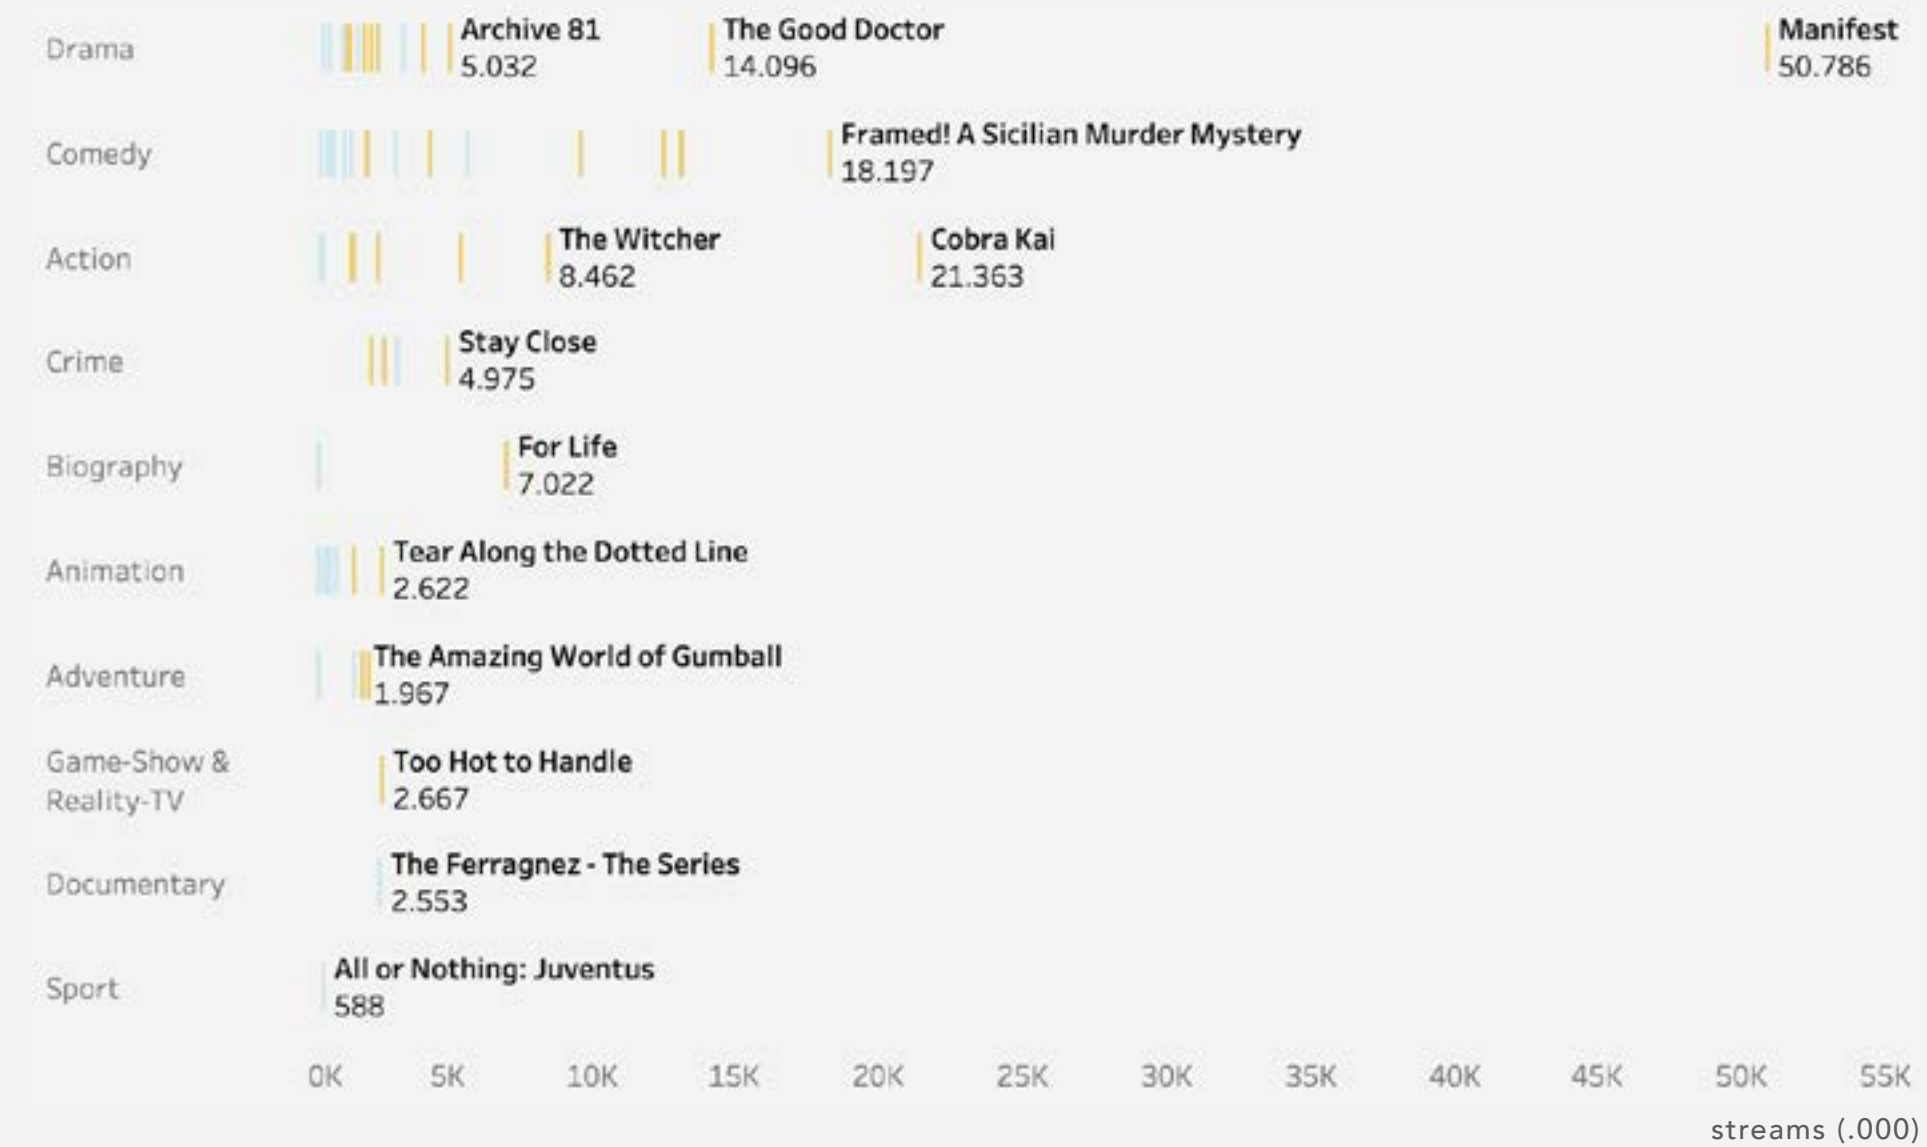 Drama
Archive 81
5.032
The Good Doctor
14.096
Manifest
50.786
Comedy
Framed! A Sicilian Murder Mystery
18.197
Action
The Witcher
8.462
Cobra Kai
21.363
Crime
Stay Close
4.975
Biography
For Life
7.022
Animation
Tear Along the Dotted Line
2.622
Adventure
The Amazing World of Gumball
1.967
Game-Show &
Reality-TV
Too Hot to Handle
2.667
Documentary
The Ferragnez - The Series
2.553
Sport
All or Nothing: Juventus
588
0K 5K 10K 15K 20K 25K 30K 35K 40K 45K 50K 55K
streams (.000)